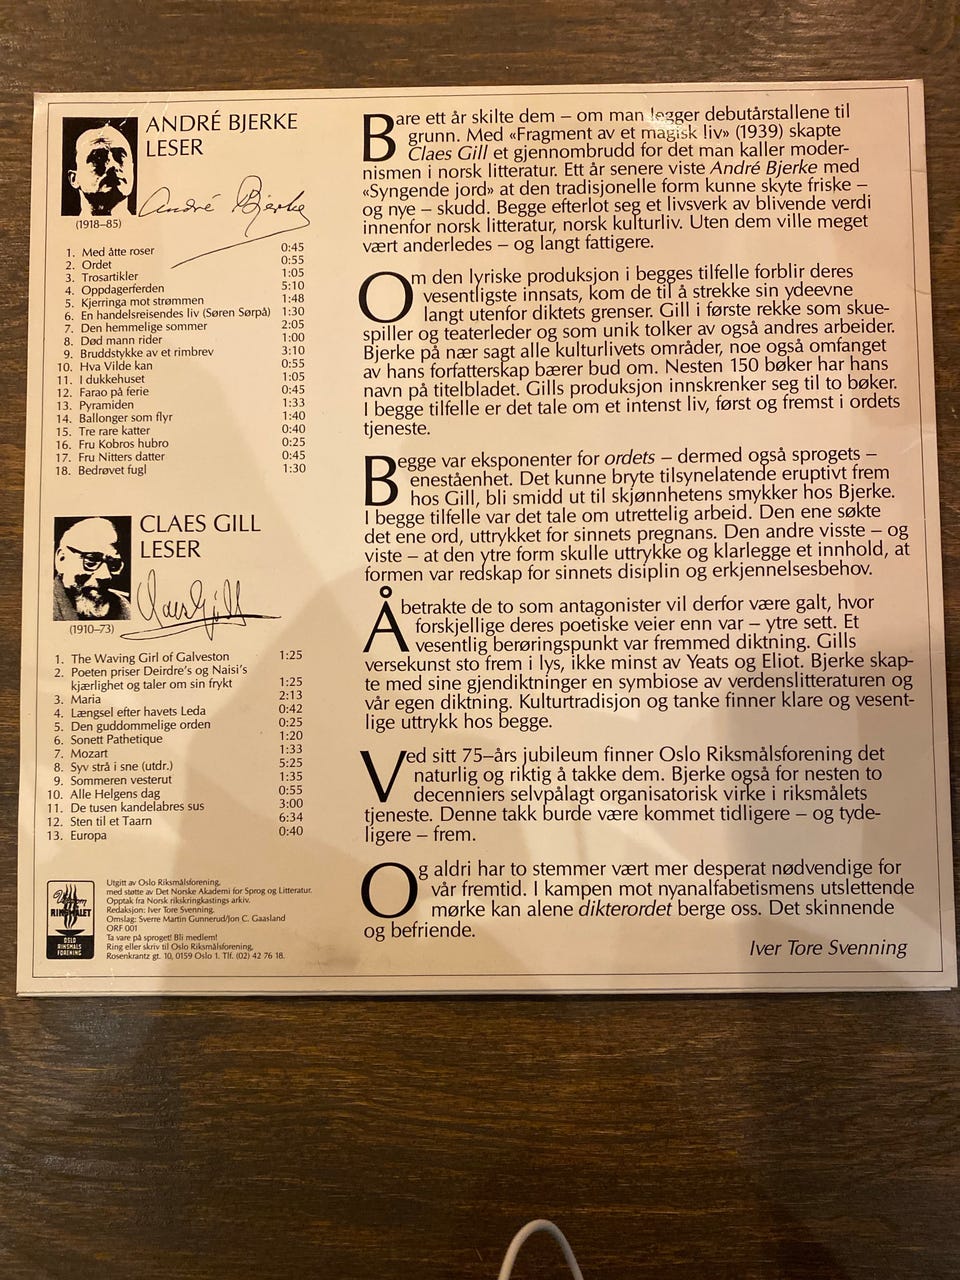 ANDRÉ BJERKE
LESER
André Bjerke
(1918–85)
1. Med åtte roser 0:45
2. Ordet 0:55
3. Trosartikler 1:05
4. Oppdagerferden 5:10
5. Kjerringa mot strømmen 1:48
6. En handelsreisendes liv (Søren Sørpå) 1:30
7. Den hemmelige sommer 2:05
8. Død mann rider 1:00
9. Bruddstykke av et rimbrev 3:10
10. Hva Vilde kan 0:55
11. I dukkehuset 1:05
12. Farao på ferie 0:45
13. Pyramiden 1:33
14. Ballonger som flyr 1:40
15. Tre rare katter 0:40
16. Fru Kobros hubro 0:25
17. Fru Nitters datter 0:45
18. Bedrøvet fugl 1:30
CLAES GILL
LESER
Claes Gill
(1910–73)
1. The Waving Girl of Galveston 1:25
2. Poeten priser Deirdre's og Naisi's
kjærlighet og taler om sin frykt 1:25
3. Maria 2:13
4. Længsel efter havets Leda 0:42
5. Den guddommelige orden 0:25
6. Sonett Pathetique 1:20
7. Mozart 1:33
8. Syv strå i sne (utdr.) 5:25
9. Sommeren vesterut 1:35
10. Alle Helgens dag 0:55
11. De tusen kandelabres sus 3:00
12. Sten til et Taarn 6:34
13. Europa 0:40
RIKSMÅLET
OSLO
RIKSMÅLS
FORENING
Utgitt av Oslo Riksmålsforening,
med støtte av Det Norske Akademi for Sprog og Litteratur.
Opptak fra Norsk rikskringkastings arkiv.
Redaksjon: Iver Tore Svenning.
Omslag: Sverre Martin Gunnerud/Jon C. Gaasland
ORF 001
Ta vare på sproget! Bli medlem!
Ring eller skriv til Oslo Riksmålsforening,
Rosenkrantz gt. 10, 0159 Oslo 1. Tlf. (02) 42 76 18.
Bare ett år skilte dem – om man legger debutårstallene til
grunn. Med «Fragment av et magisk liv» (1939) skapte
Claes Gill et gjennombrudd for det man kaller moder-
nismen i norsk litteratur. Ett år senere viste André Bjerke med
«Syngende jord» at den tradisjonelle form kunne skyte friske –
og nye – skudd. Begge efterlot seg et livsverk av blivende verdi
innenfor norsk litteratur, norsk kulturliv. Uten dem ville meget
vært anderledes – og langt fattigere.
Om den lyriske produksjon i begges tilfelle forblir deres
vesentligste innsats, kom de til å strekke sin ydeevne
langt utenfor diktets grenser. Gill i første rekke som skue-
spiller og teaterleder og som unik tolker av også andres arbeider.
Bjerke på nær sagt alle kulturlivets områder, noe også omfanget
av hans forfatterskap bærer bud om. Nesten 150 bøker har hans
navn på titelbladet. Gills produksjon innskrenker seg til to bøker.
I begge tilfelle er det tale om et intenst liv, først og fremst i ordets
tjeneste.
Begge var eksponenter for ordets – dermed også sprogets –
eneståenhet. Det kunne bryte tilsynelatende eruptivt frem
hos Gill, bli smidd ut til skjønnhetens smykker hos Bjerke.
I begge tilfelle var det tale om utrettelig arbeid. Den ene søkte
det ene ord, uttrykket for sinnets pregnans. Den andre visste – og
viste – at den ytre form skulle uttrykke og klarlegge et innhold, at
formen var redskap for sinnets disiplin og erkjennelsesbehov.
Å betrakte de to som antagonister vil derfor være galt, hvor
forskjellige deres poetiske veier enn var – ytre sett. Et
vesentlig berøringspunkt var fremmed diktning. Gills
versekunst sto frem i lys, ikke minst av Yeats og Eliot. Bjerke skap-
te med sine gjendiktninger en symbiose av verdenslitteraturen og
vår egen diktning. Kulturtradisjon og tanke finner klare og vesent-
lige uttrykk hos begge.
Ved sitt 75–års jubileum finner Oslo Riksmålsforening det
naturlig og riktig å takke dem. Bjerke også for nesten to
decenniers selvpålagt organisatorisk virke i riksmålets
tjeneste. Denne takk burde være kommet tidligere – og tyde-
ligere – frem.
Og aldri har to stemmer vært mer desperat nødvendige for
vår fremtid. I kampen mot nyanalfabetismens utslettende
mørke kan alene dikterordet berge oss. Det skinnende
og befriende.
Iver Tore Svenning